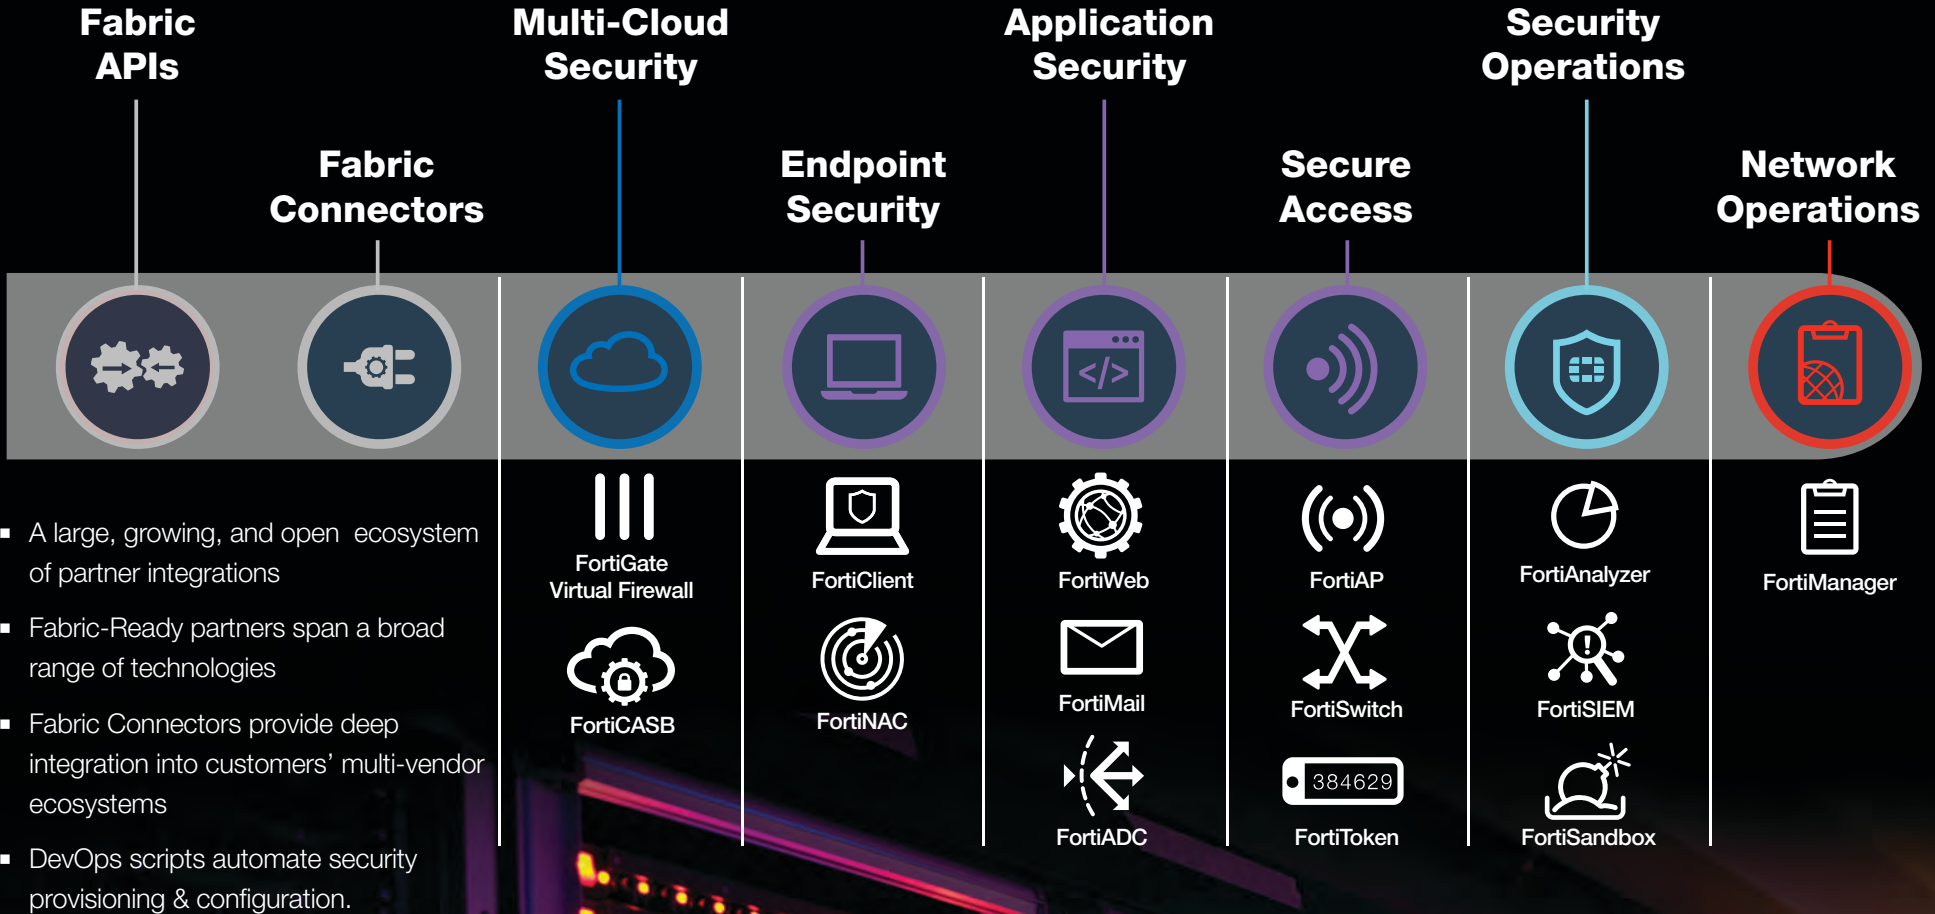 Fabric
APIs
Multi-Cloud
Security
Application
Security
Security
Operations
Fabric
Connectors
Endpoint
Security
Secure
Access
Network
Operations
</>
▪ A large, growing, and open ecosystem
of partner integrations
▪ Fabric-Ready partners span a broad
range of technologies
▪ Fabric Connectors provide deep
integration into customers’ multi-vendor
ecosystems
▪ DevOps scripts automate security
provisioning & configuration.
FortiGate
Virtual Firewall
FortiCASB
FortiClient
FortiNAC
FortiWeb
FortiMail
FortiADC
FortiAP
FortiSwitch
384629
FortiToken
FortiAnalyzer
!
FortiSIEM
FortiSandbox
FortiManager